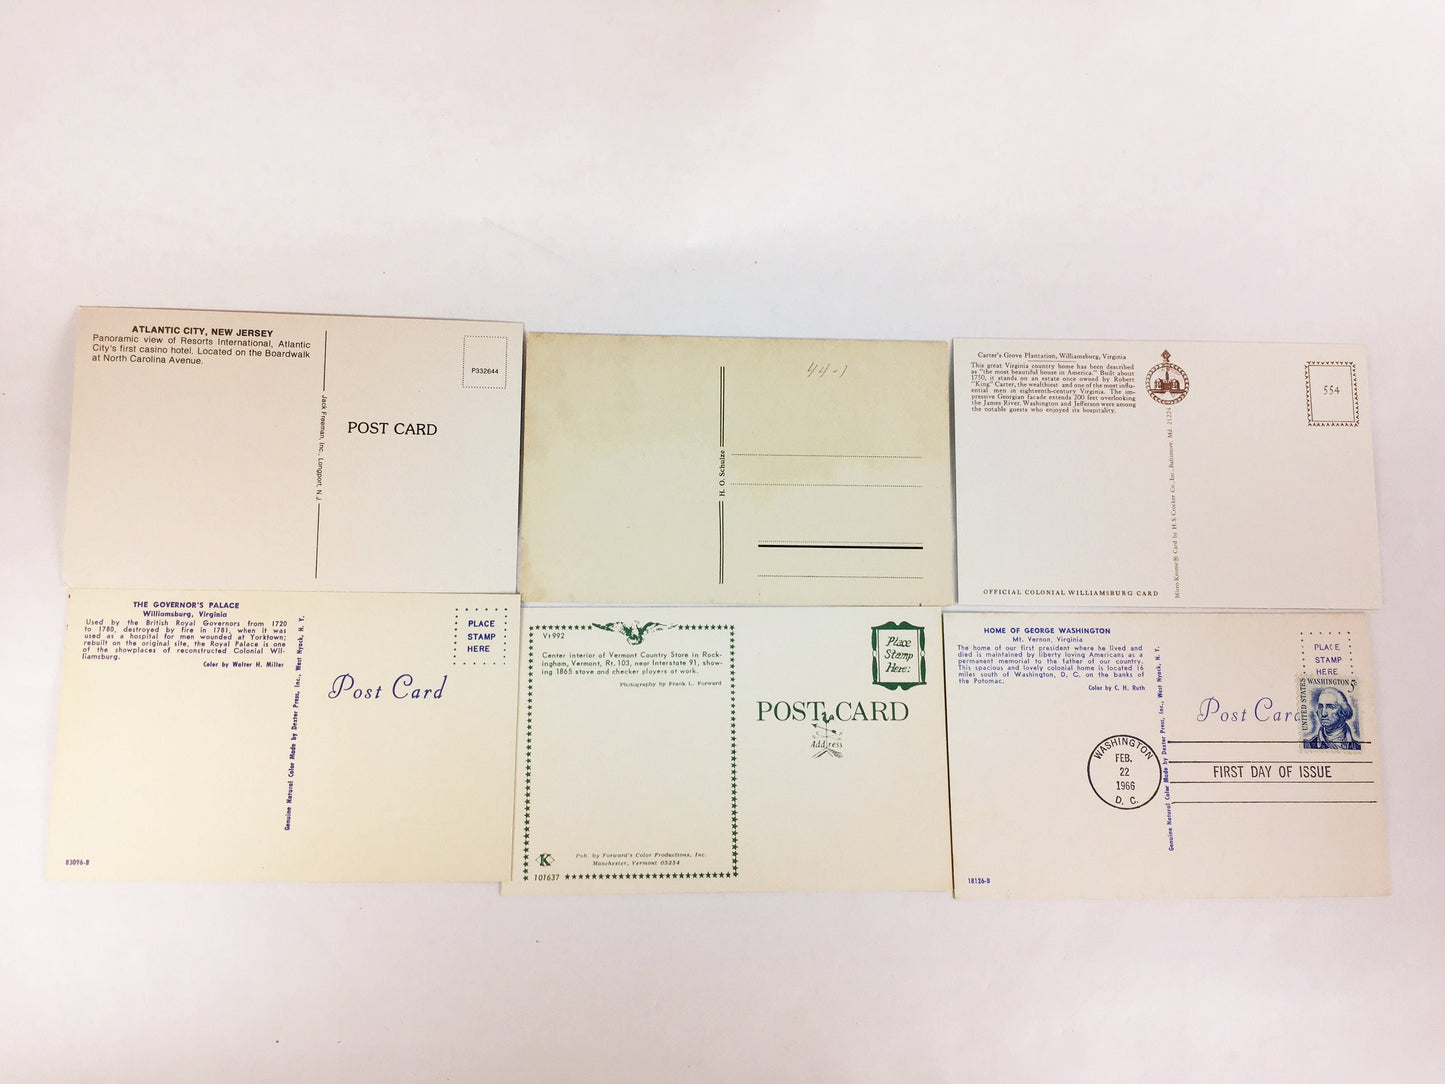 ATLANTIC CITY, NEW JERSEY
Panoramic view of Resorts International, Atlantic
City's first casino hotel. Located on the Boardwalk
at North Carolina Avenue.
Jack Freeman, Inc., Longport, N.J.
P332644
POST CARD
44-1
H. O. Schulze
Carter's Grove Plantation, Williamsburg, Virginia
This great Virginia country home has been described
as "the most beautiful house in America." Built about
1750, it stands on an estate once owned by Robert
"King" Carter, the wealthiest and one of the most influ-
ential men in eighteenth-century Virginia. The im-
pressive Georgian facade extends 200 feet overlooking
the James River. Washington and Jefferson were among
the notable guests who enjoyed its hospitality.
Mirro-Krome® Card by H. S. Crocker Co., Inc., Baltimore, Md. 21224
554
OFFICIAL COLONIAL WILLIAMSBURG CARD
THE GOVERNOR'S PALACE
Williamsburg, Virginia
Used by the British Royal Governors from 1720
to 1780, destroyed by fire in 1781, when it was
used as a hospital for men wounded at Yorktown;
rebuilt on the original site, the Royal Palace is one
of the showplaces of reconstructed Colonial Wil-
liamsburg.
Color by Walter H. Miller
Genuine Natural Color Made by Dexter Press, Inc., West Nyack, N. Y.
PLACE
STAMP
HERE
Post Card
83096-B
Vt 992
Center interior of Vermont Country Store in Rock-
ingham, Vermont, Rt. 103, near Interstate 91, show-
ing 1865 stove and checker players at work.
Photography by Frank L. Forward
Place
Stamp
Here:
POST CARD
Address
K
Pub. by Forward's Color Productions, Inc.
Manchester, Vermont 05254
101637
HOME OF GEORGE WASHINGTON
Mt. Vernon, Virginia
The home of our first president where he lived and
died is maintained by liberty loving Americans as a
permanent memorial to the father of our country.
This spacious and lovely colonial home is located 16
miles south of Washington, D. C. on the banks of
the Potomac.
Color by C. H. Ruth
Genuine Natural Color Made by Dexter Press, Inc., West Nyack, N. Y.
PLACE
STAMP
HERE
Post Card
UNITED STATES
WASHINGTON 5c
WASHINGTON
FEB.
22
1966
D. C.
FIRST DAY OF ISSUE
18126-B